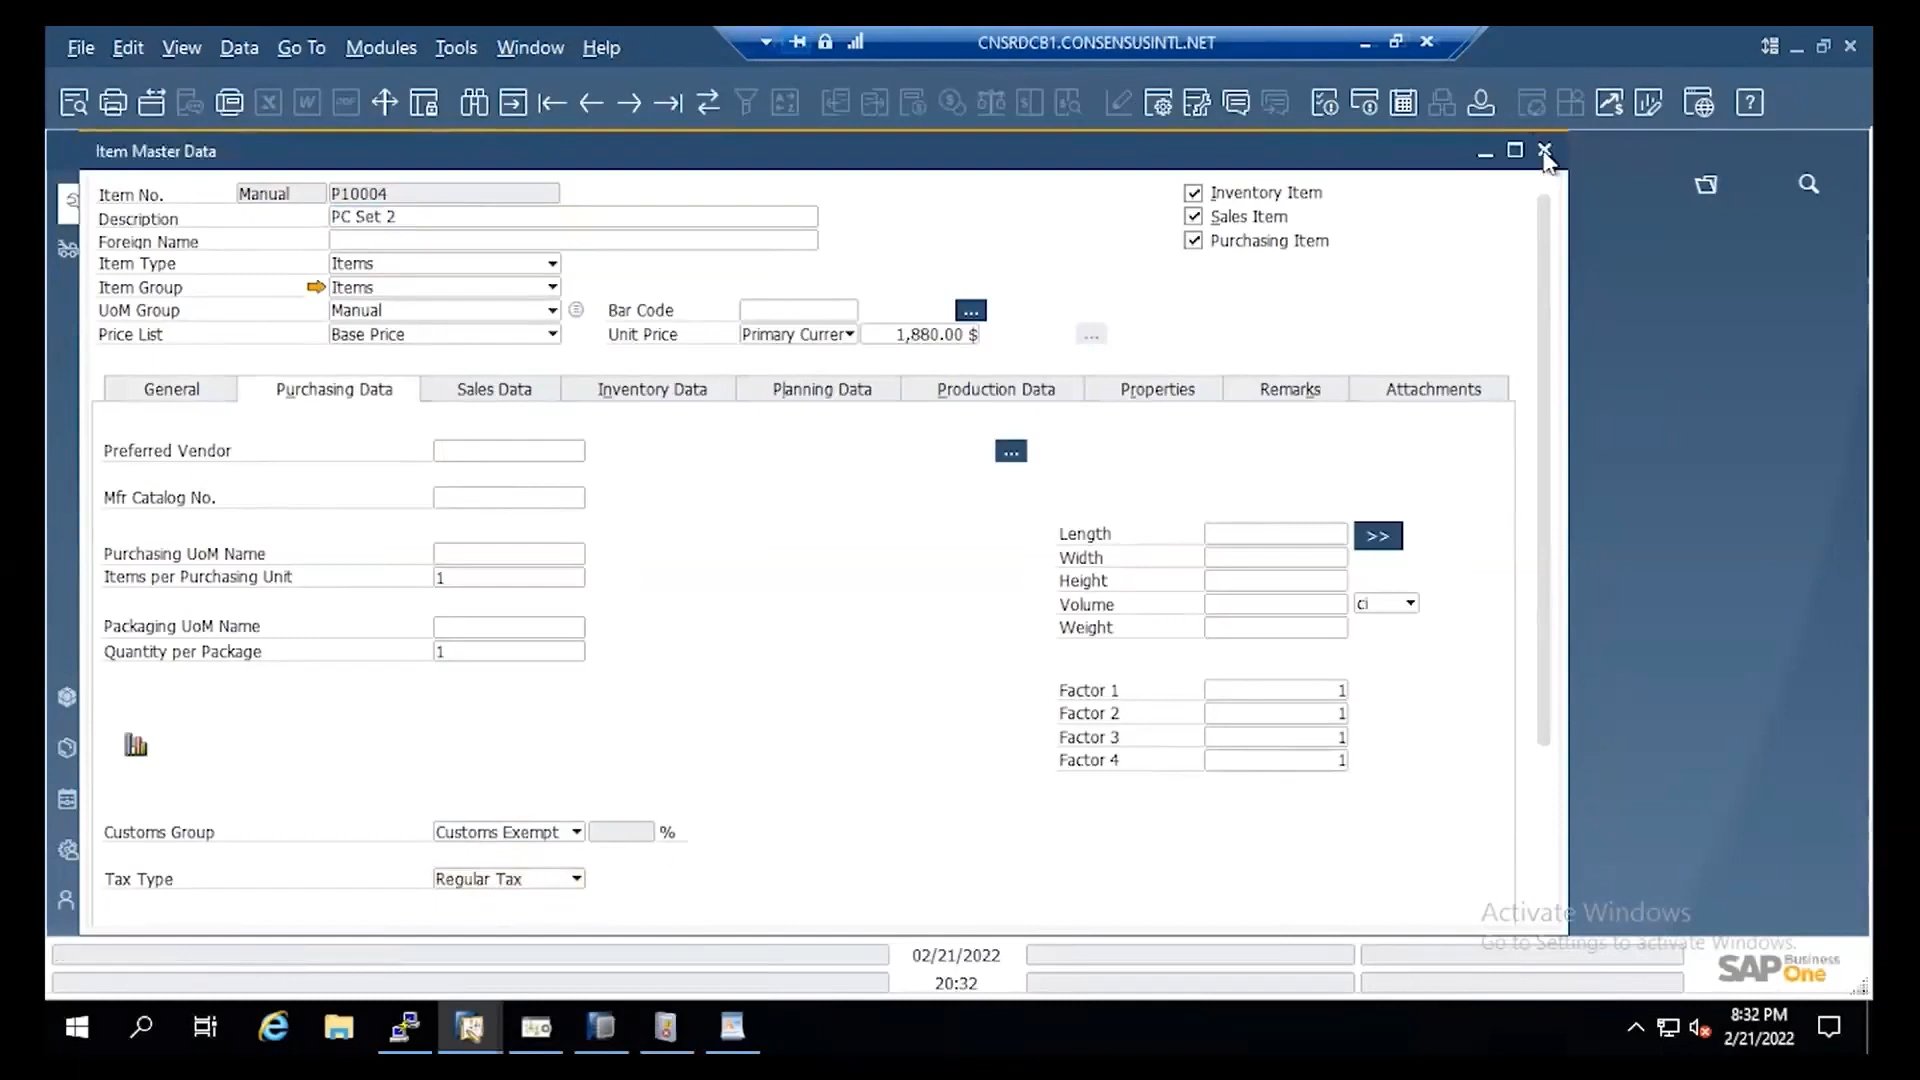 File Edit View Data Go To Modules Tools Window Help
CNSRDCB1.CONSENSUSINTL.NET
Item Master Data
Item No. Manual P10004
Inventory Item
Description PC Set 2
Sales Item
Foreign Name
Purchasing Item
Item Type Items
Item Group Items
UoM Group Manual Bar Code ...
Price List Base Price Unit Price Primary Curren 1,880.00 $ ...
General Purchasing Data Sales Data Inventory Data Planning Data Production Data Properties Remarks Attachments
Preferred Vendor ...
Mfr Catalog No.
Length >>
Purchasing UoM Name
Width
Items per Purchasing Unit 1
Height
Volume ci
Packaging UoM Name
Weight
Quantity per Package 1
Factor 1 1
Factor 2 1
Factor 3 1
Factor 4 1
Customs Group Customs Exempt %
Tax Type Regular Tax
Activate Windows
Go to Settings to activate Windows.
02/21/2022
20:32
SAP Business One
8:32 PM
2/21/2022